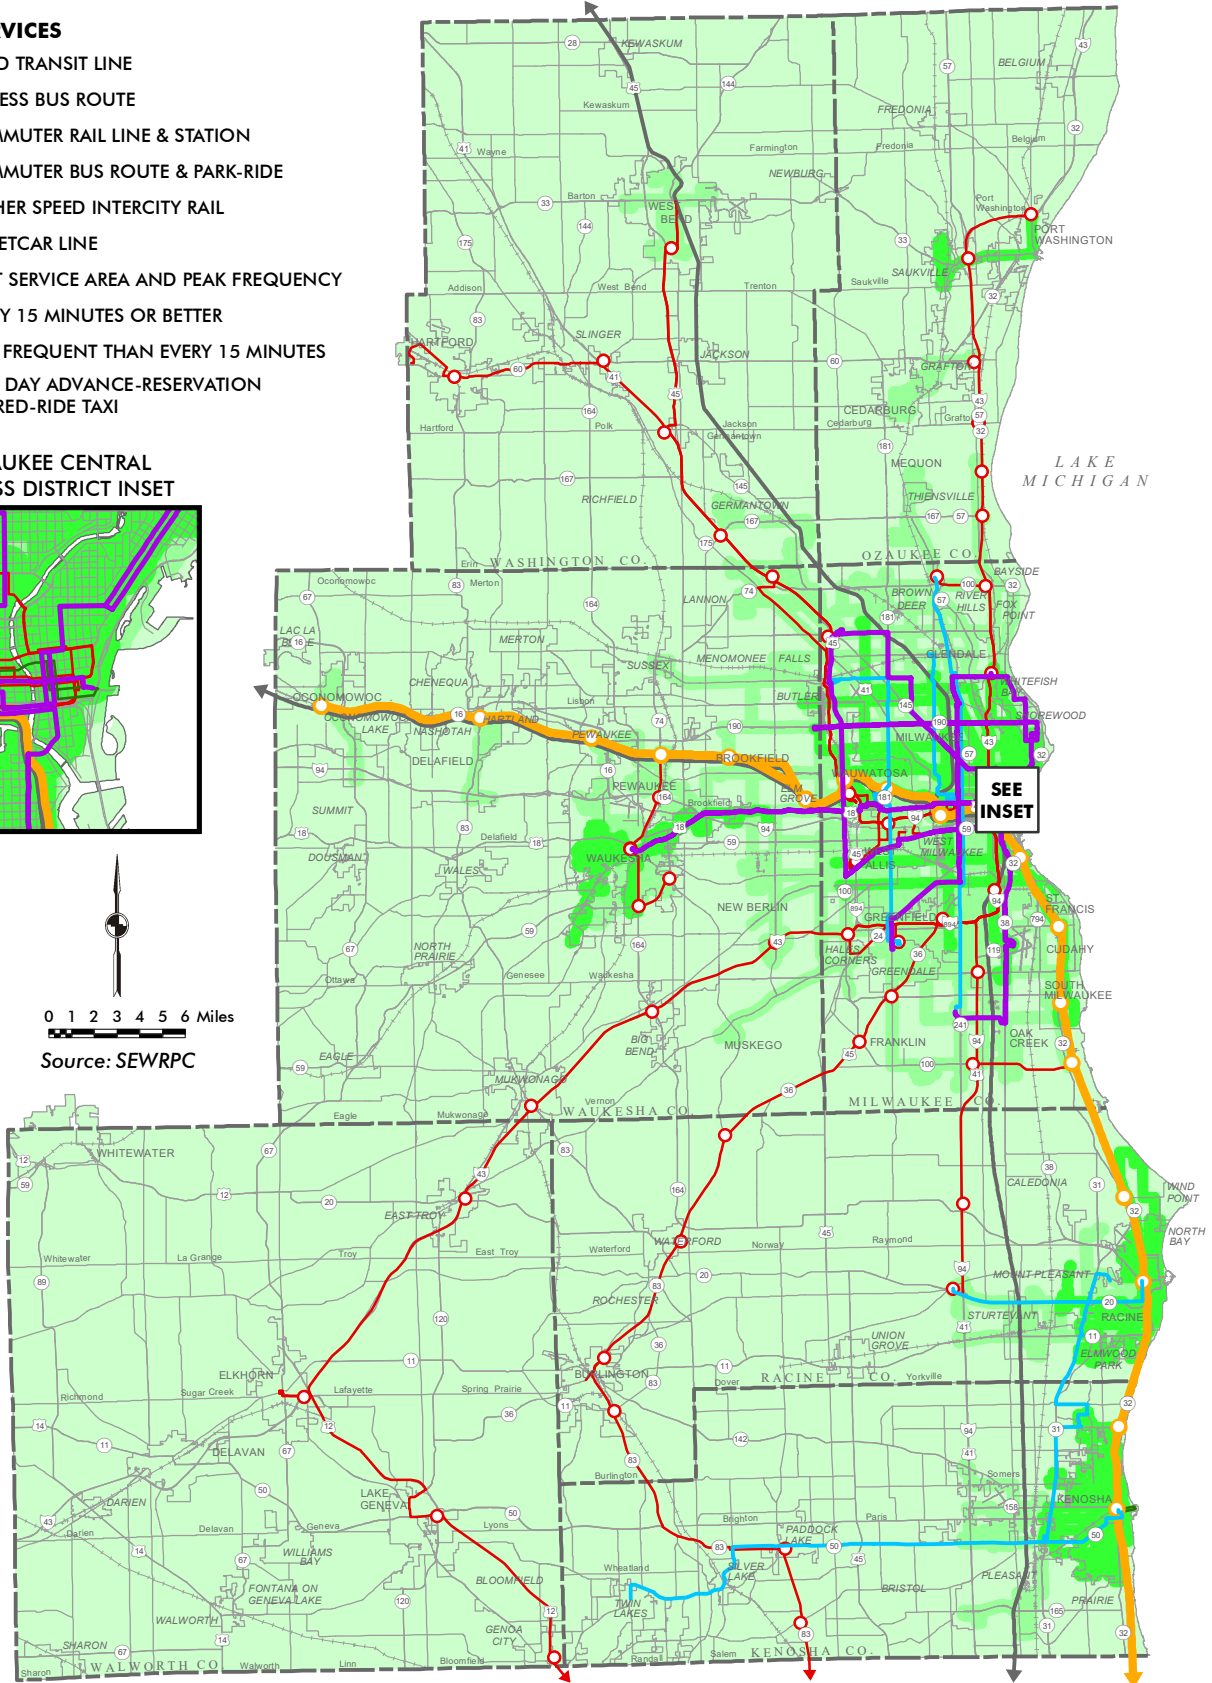 RVICES
D TRANSIT LINE
ESS BUS ROUTE
MMUTER RAIL LINE & STATION
MMUTER BUS ROUTE & PARK-RIDE
HER SPEED INTERCITY RAIL
ETCAR LINE
T SERVICE AREA AND PEAK FREQUENCY
Y 15 MINUTES OR BETTER
FREQUENT THAN EVERY 15 MINUTES
DAY ADVANCE-RESERVATION
RED-RIDE TAXI
AUKEE CENTRAL
SS DISTRICT INSET
0 1 2 3 4 5 6 Miles
Source: SEWRPC
KEWASKUM
Kewaskum
Wayne
BELGIUM
FREDONIA
Belgium
Fredonia
Farmington
NEWBURG
Barton
WEST
BEND
Port
Washington
PORT
WASHINGTON
SAUKVILLE
Saukville
Addison
West Bend
Trenton
SLINGER
HARTFORD
JACKSON
GRAFTON
CEDARBURG
Cedarburg
Hartford
Polk
Jackson
Germantown
MEQUON
LAKE
MICHIGAN
RICHFIELD
GERMANTOWN
THIENSVILLE
Erin
WASHINGTON CO.
OZAUKEE CO.
Oconomowoc
Merton
LANNON
BAYSIDE
BROWN
DEER
RIVER
HILLS
FOX
POINT
MERTON
MENOMONEE FALLS
GLENDALE
SUSSEX
CHENEQUA
BUTLER
WHITEFISH
BAY
SHOREWOOD
OCONOMOWOC
OCONOMOWOC
LAKE
Lisbon
HARTLAND
NASHOTAH
PEWAUKEE
MILWAUKEE
DELAFIELD
BROOKFIELD
WAUWATOSA
PEWAUKEE
ELM
GROVE
SEE
INSET
SUMMIT
Brookfield
Delafield
WEST
MILWAUKEE
DOUSMAN
WALES
WAUKESHA
ALLIS
NEW BERLIN
GREENFIELD
ST.
FRANCIS
CUDAHY
NORTH
PRAIRIE
Ottawa
Genesee
Waukesha
HALES
CORNERS
GREENDALE
SOUTH
MILWAUKEE
BIG
BEND
MUSKEGO
FRANKLIN
OAK
CREEK
EAGLE
MUKWONAGO
Eagle
Mukwonago
Vernon
WAUKESHA CO.
MILWAUKEE CO.
WHITEWATER
CALEDONIA
WIND
POINT
NORTH
BAY
EAST TROY
Whitewater
La Grange
Troy
East Troy
Waterford
WATERFORD
Norway
Raymond
MOUNT PLEASANT
ROCHESTER
STURTEVANT
RACINE
UNION
GROVE
ELMWOOD
PARK
ELKHORN
BURLINGTON
Richmond
Sugar Creek
Lafayette
Spring Prairie
Dover
RACINE CO.
Yorkville
DELAVAN
Burlington
Somers
DARIEN
LAKE
GENEVA
KENOSHA
Darien
Delavan
Geneva
Lyons
Brighton
PADDOCK
LAKE
Paris
WILLIAMS
BAY
Wheatland
SILVER
LAKE
BLOOMFIELD
BRISTOL
PLEASANT
PRAIRIE
FONTANA ON
GENEVA LAKE
TWIN
LAKES
WALWORTH
GENOA
CITY
SHARON
Sharon
WALWORTH CO.
Walworth
Linn
Bloomfield
Randall
Salem
KENOSHA CO.